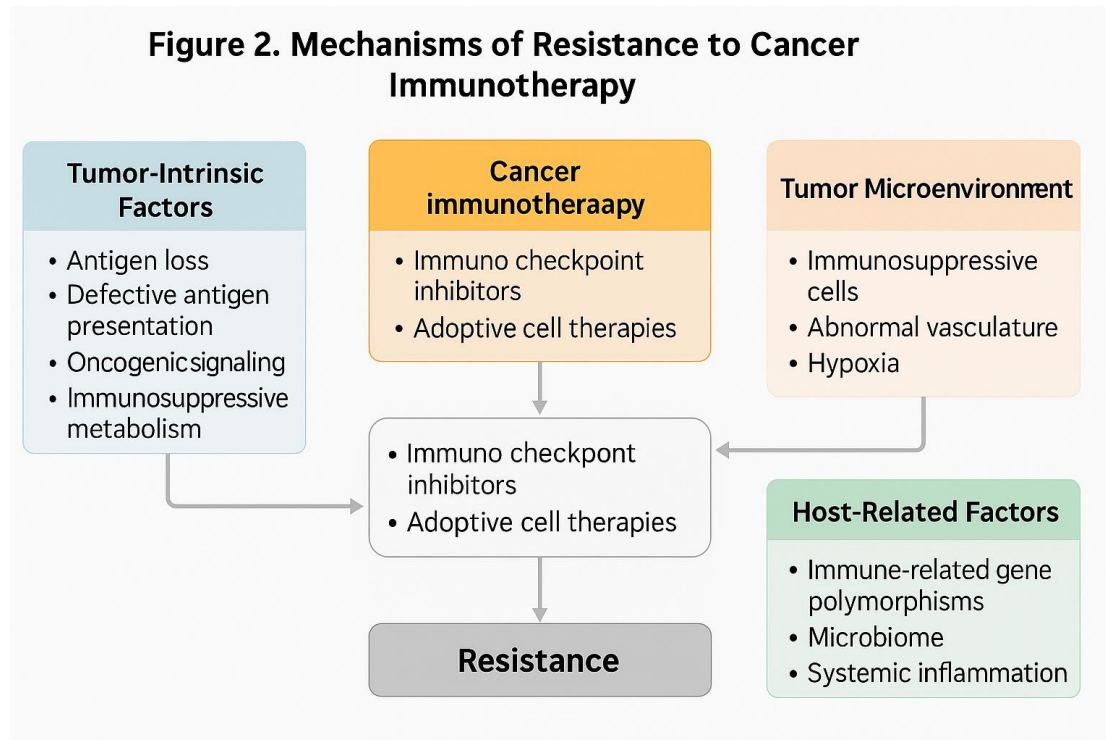 Figure 2. Mechanisms of Resistance to Cancer
Immunotherapy
Tumor-Intrinsic
Factors
• Antigen loss
• Defective antigen
presentation
• Oncogenic signaling
• Immunosuppressive
metabolism
Cancer
immunotheraapy
• Immuno checkpoint
inhibitors
• Adoptive cell therapies
Tumor Microenvironment
• Immunosuppressive
cells
• Abnormal vasculature
• Hypoxia
• Immuno checkpont
inhibitors
• Adoptive cell therapies
Host-Related Factors
• Immune-related gene
polymorphisms
• Microbiome
• Systemic inflammation
Resistance